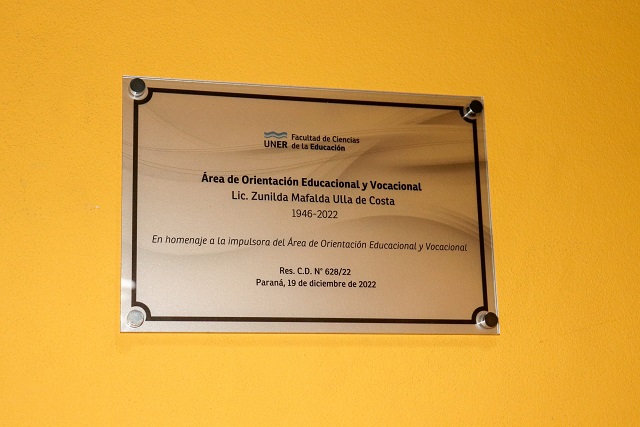 UNER
Facultad de Ciencias
de la Educación
Área de Orientación Educacional y Vocacional
Lic. Zunilda Mafalda Ulla de Costa
1946-2022
En homenaje a la impulsora del Área de Orientación Educacional y Vocacional
Res. C.D. N° 628/22
Paraná, 19 de diciembre de 2022